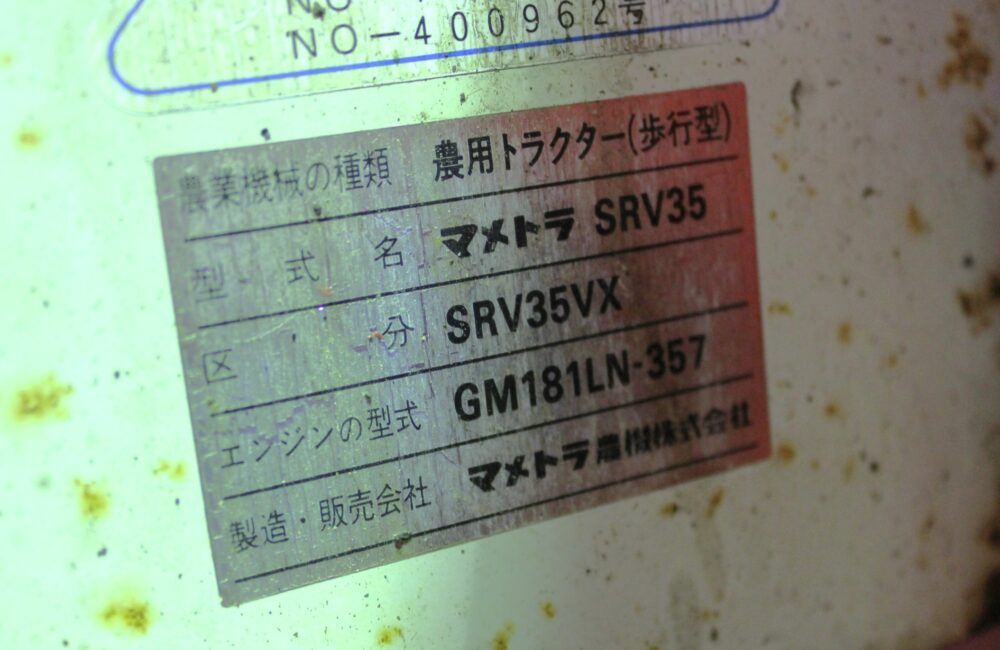 NO
NO-400962号
農業機械の種類 農用トラクター(歩行型)
型式名 マメトラ SRV35
区分 SRV35VX
エンジンの型式 GM181LN-357
製造・販売会社 マメトラ農機株式会社